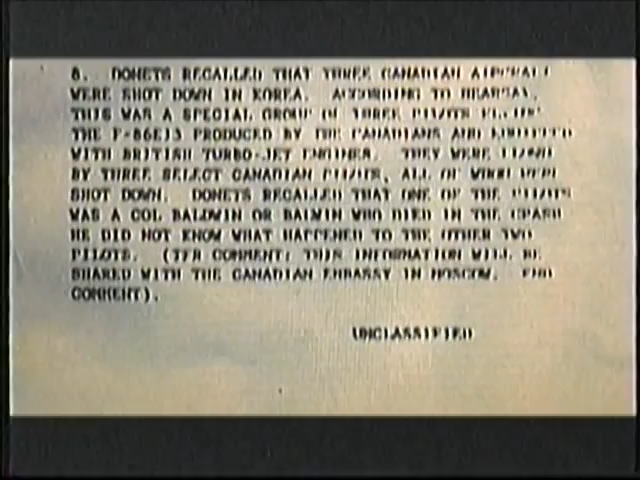 8. DONETS RECALLED THAT THREE CANADIAN AIRCRAFT
WERE SHOT DOWN IN KOREA. ACCORDING TO HEARSAY,
THIS WAS A SPECIAL GROUP OF THREE PILOTS FLYING
THE F-86E13 PRODUCED BY THE CANADIANS AND EQUIPPED
WITH BRITISH TURBO-JET ENGINES. THEY WERE FLOWN
BY THREE SELECT CANADIAN PILOTS, ALL OF WHOM WERE
SHOT DOWN. DONETS RECALLED THAT ONE OF THE PILOTS
WAS A COL BALDWIN OR BALWIN WHO DIED IN THE CRASH
HE DID NOT KNOW WHAT HAPPENED TO THE OTHER TWO
PILOTS. (TFR COMMENT: THIS INFORMATION WILL BE
SHARED WITH THE CANADIAN EMBASSY IN MOSCOW. END
COMMENT).
UNCLASSIFIED